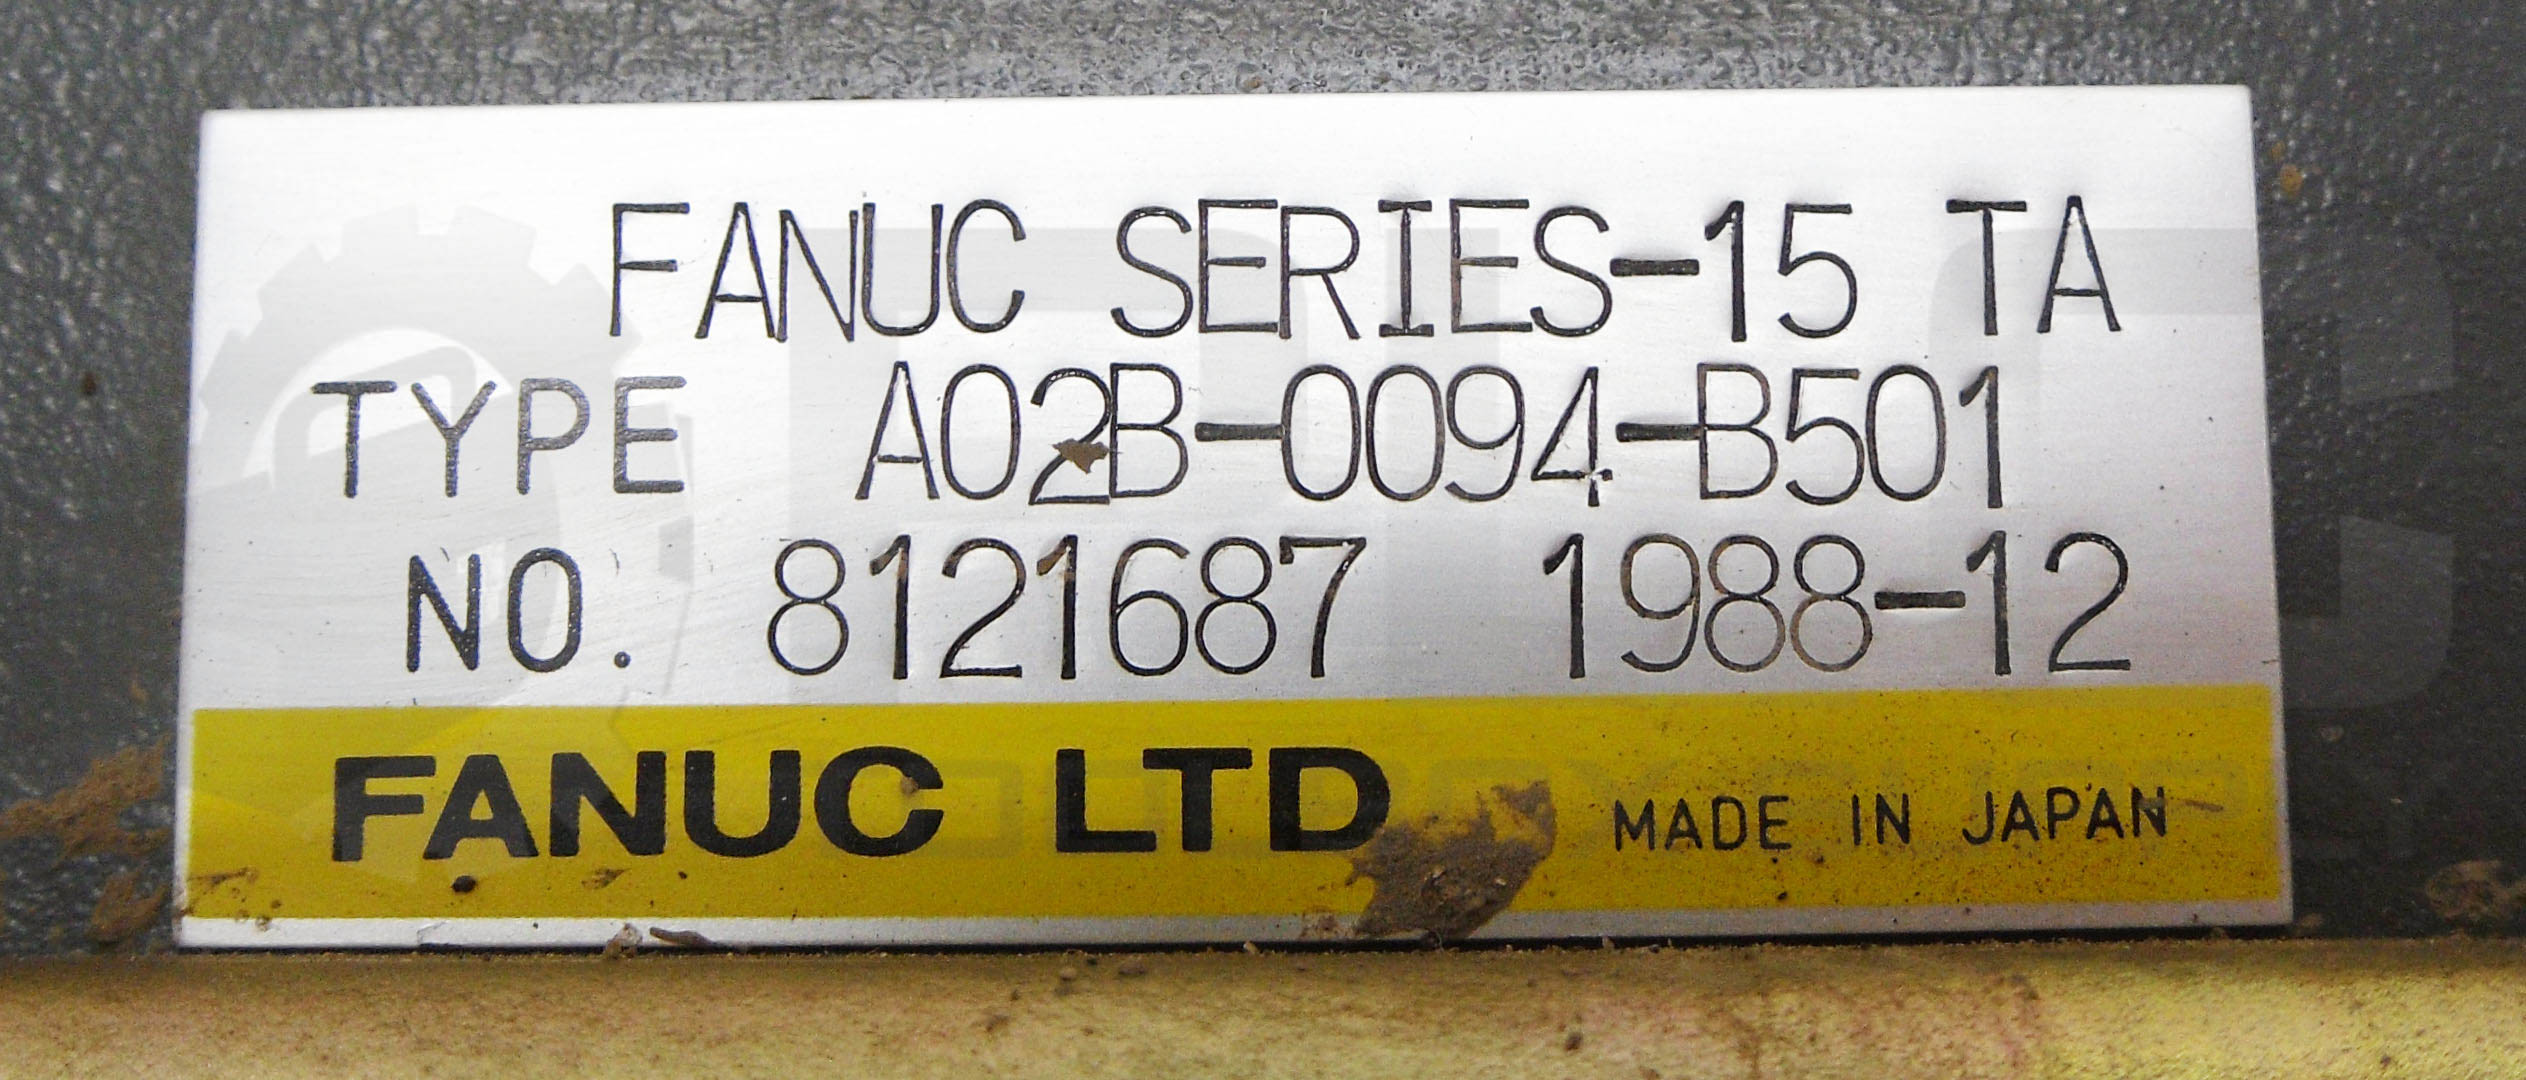 FANUC SERIES-15 TA
TYPE A02B-0094-B501
NO. 8121687 1988-12
FANUC LTD MADE IN JAPAN